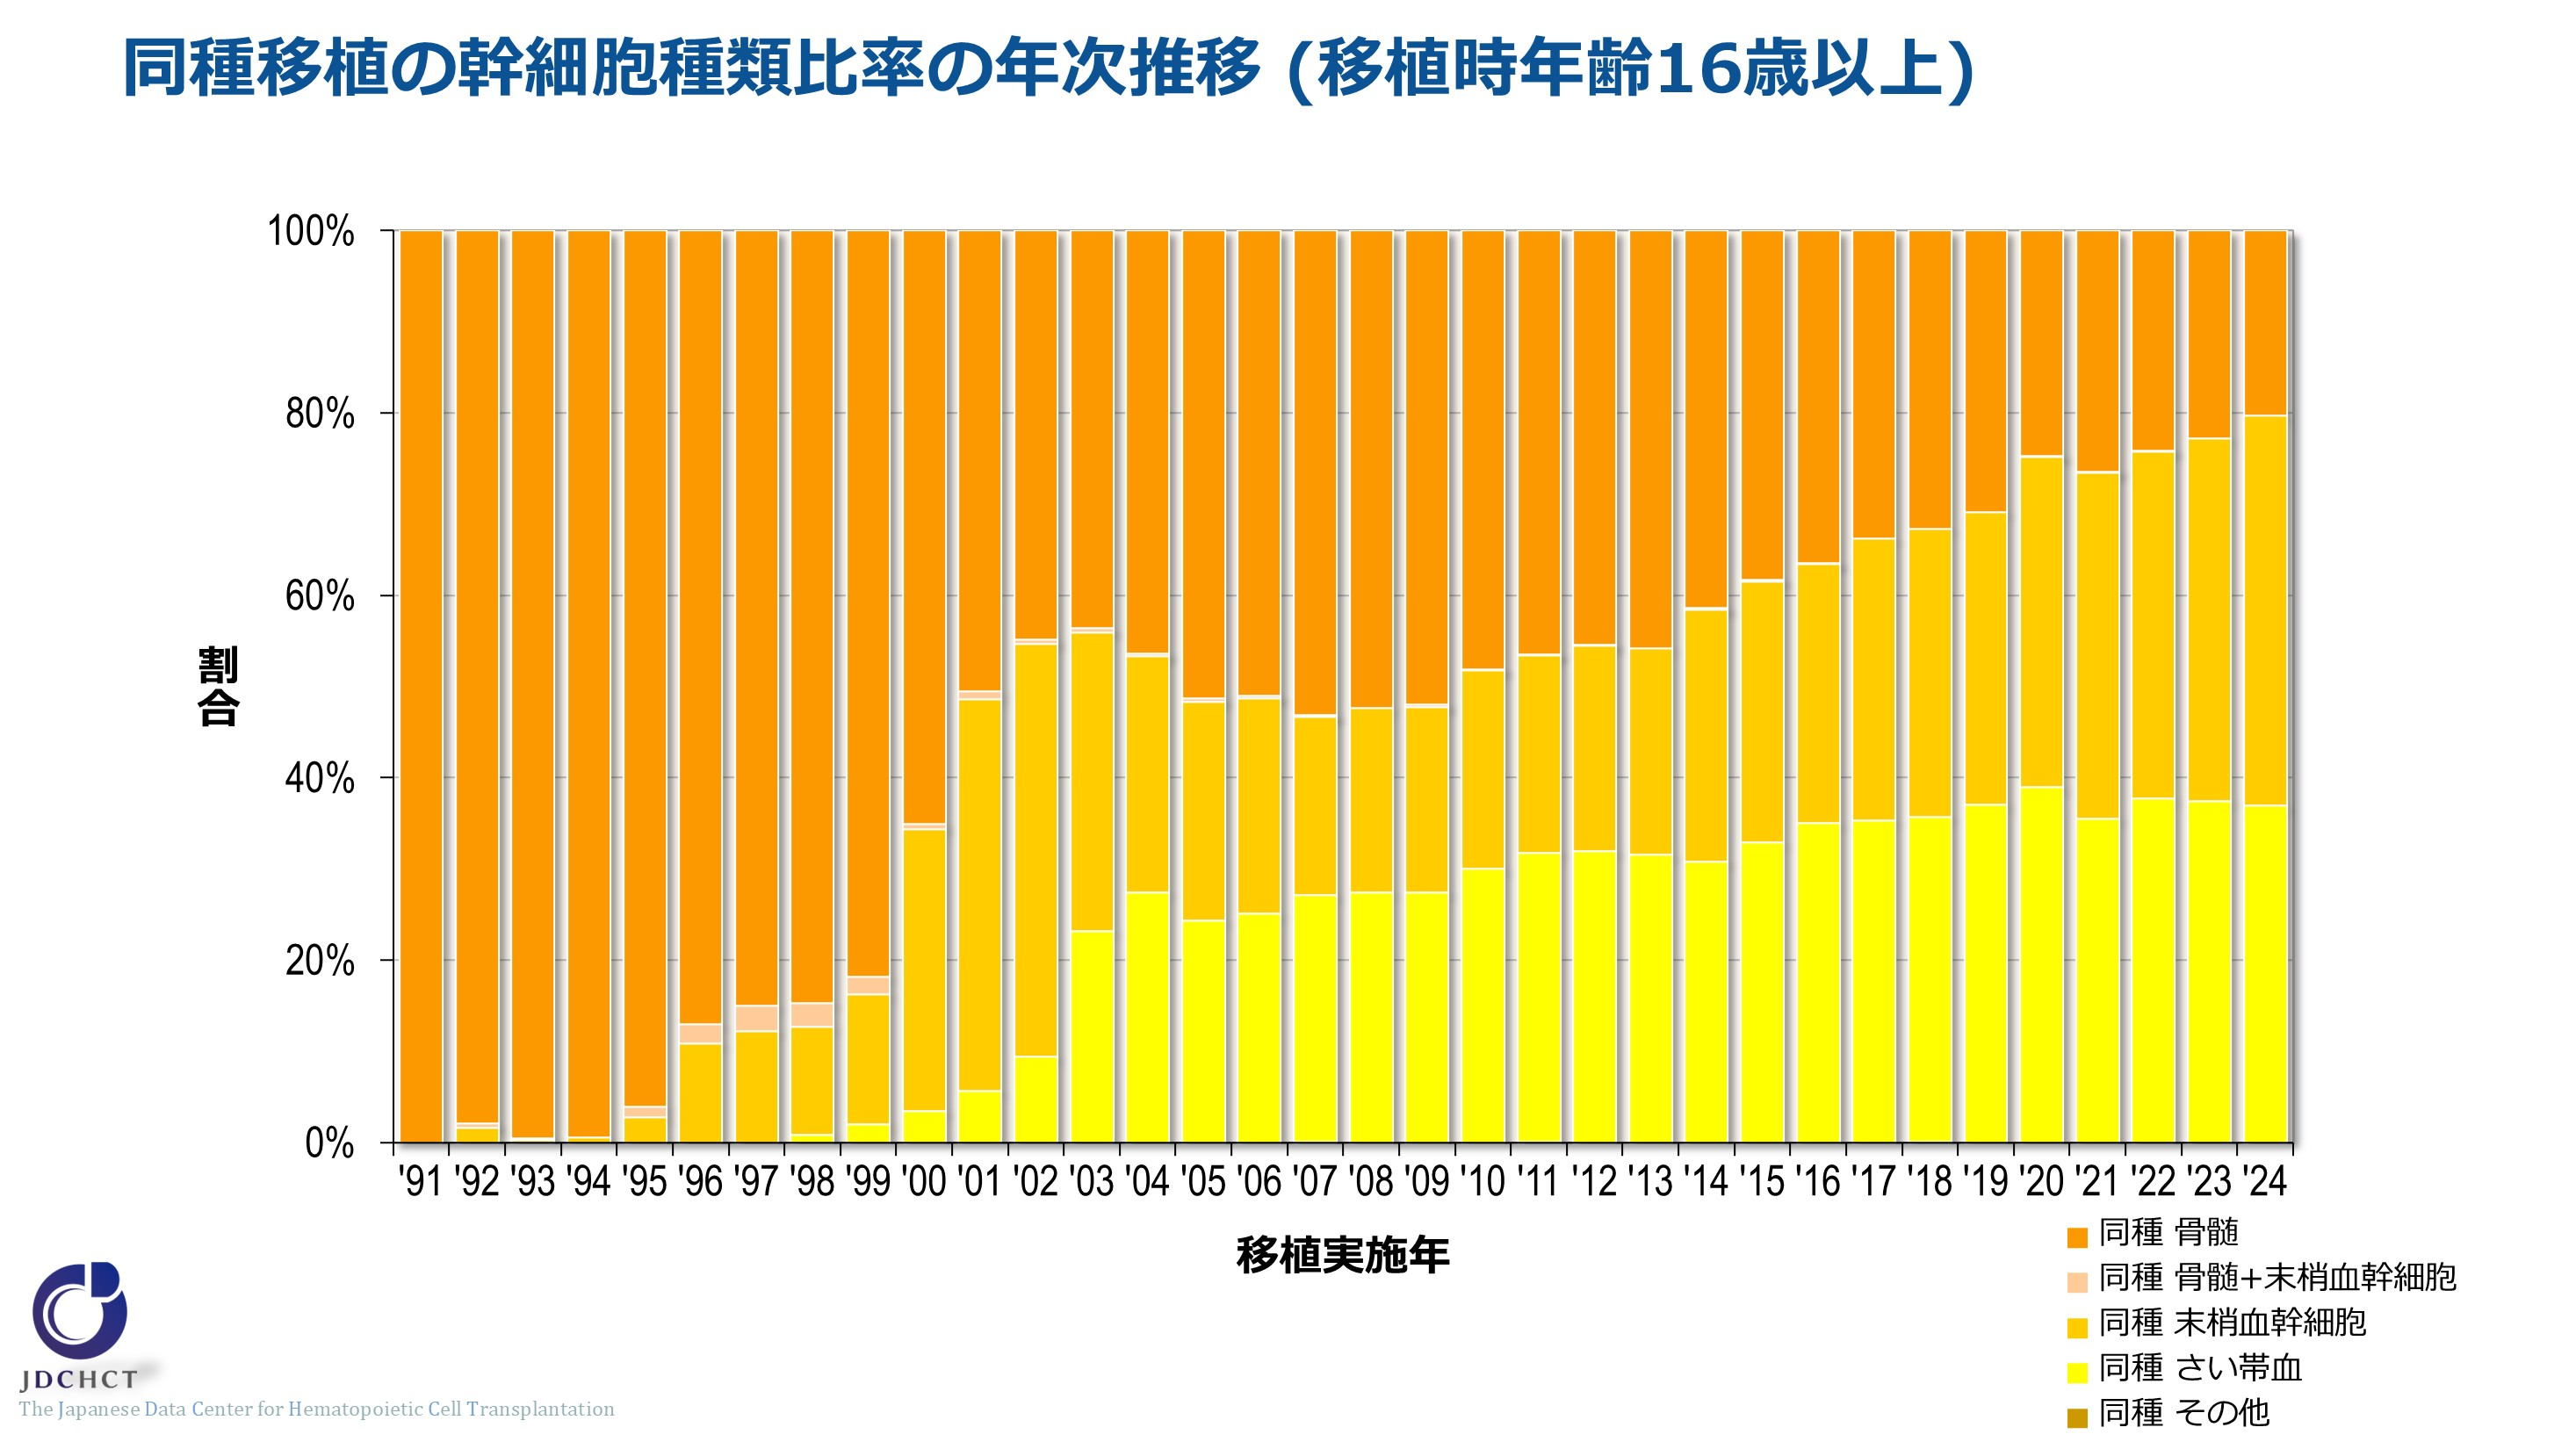 同種移植の幹細胞種類比率の年次推移 (移植時年齢16歳以上)
100%
80%
60%
40%
20%
0%
割合
'91 '92 '93 '94 '95 '96 '97 '98 '99 '00 '01 '02 '03 '04 '05 '06 '07 '08 '09 '10 '11 '12 '13 '14 '15 '16 '17 '18 '19 '20 '21 '22 '23 '24
移植実施年
同種 骨髄
同種 骨髄+末梢血幹細胞
同種 末梢血幹細胞
同種 さい帯血
同種 その他
JDCHCT
The Japanese Data Center for Hematopoietic Cell Transplantation